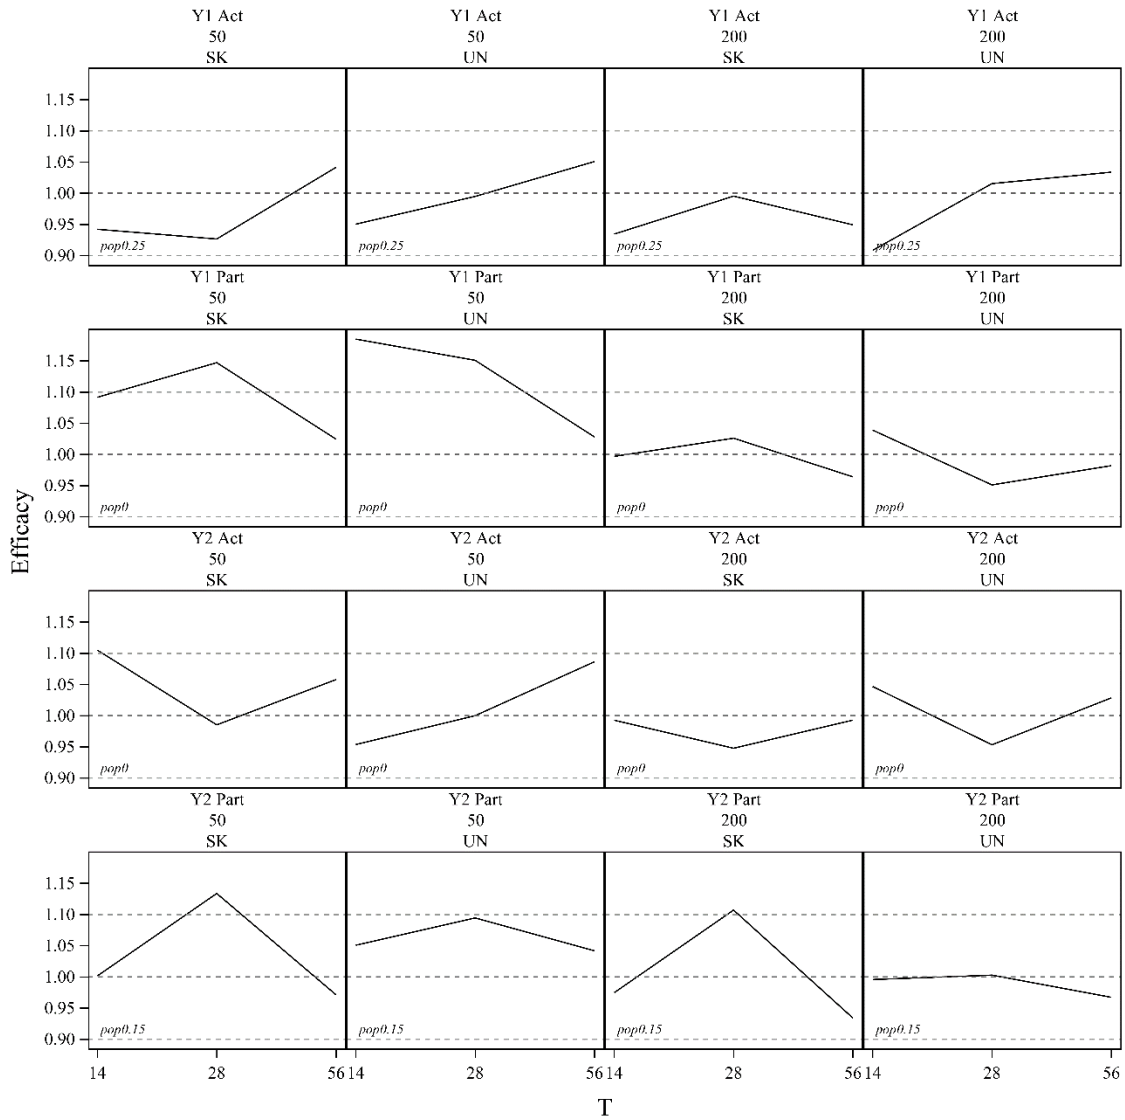 Y1 Act Y1 Act Y1 Act Y1 Act
50 50 200 200
SK UN SK UN
1.15
1.10
1.05
1.00
0.95
0.90
pop0.25 pop0.25 pop0.25 pop0.25
Y1 Part Y1 Part Y1 Part Y1 Part
50 50 200 200
SK UN SK UN
1.15
1.10
1.05
1.00
0.95
0.90
pop0 pop0 pop0 pop0
Efficacy
Y2 Act Y2 Act Y2 Act Y2 Act
50 50 200 200
SK UN SK UN
1.15
1.10
1.05
1.00
0.95
0.90
pop0 pop0 pop0 pop0
Y2 Part Y2 Part Y2 Part Y2 Part
50 50 200 200
SK UN SK UN
1.15
1.10
1.05
1.00
0.95
0.90
pop0.15 pop0.15 pop0.15 pop0.15
14 28 56 14 28 56 14 28 56 14 28 56
T